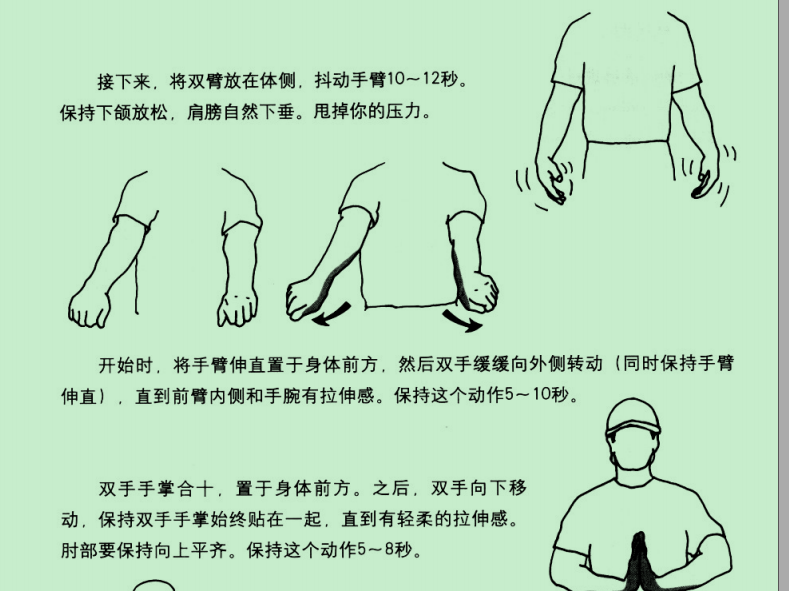 接下来，将双臂放在体侧，抖动手臂10～12秒。
保持下颌放松，肩膀自然下垂。甩掉你的压力。
开始时，将手臂伸直置于身体前方，然后双手缓缓向外侧转动（同时保持手臂
伸直），直到前臂内侧和手腕有拉伸感。保持这个动作5～10秒。
双手手掌合十，置于身体前方。之后，双手向下移
动，保持双手手掌始终贴在一起，直到有轻柔的拉伸感。
肘部要保持向上平齐。保持这个动作5～8秒。